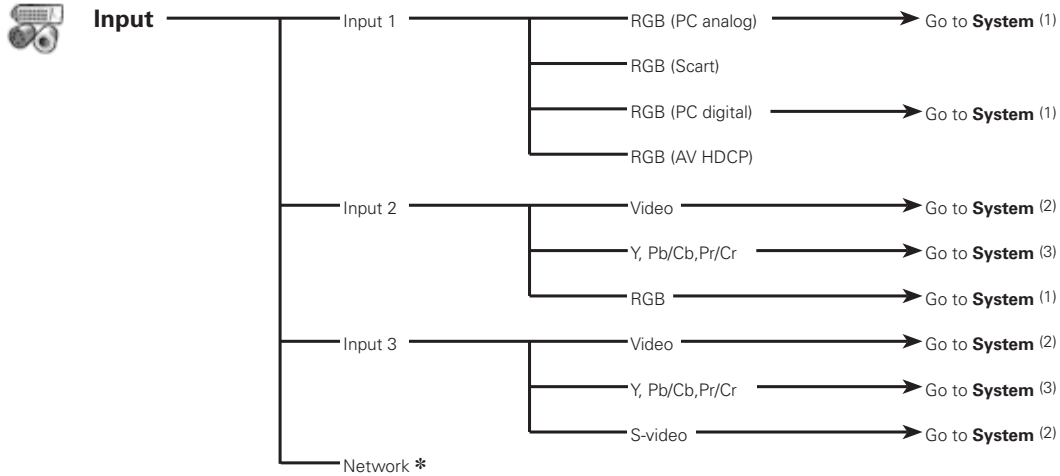 Input Input 1 RGB (PC analog) Go to System (1)
RGB (Scart)
RGB (PC digital) Go to System (1)
RGB (AV HDCP)
Input 2 Video Go to System (2)
Y, Pb/Cb,Pr/Cr Go to System (3)
RGB Go to System (1)
Input 3 Video Go to System (2)
Y, Pb/Cb,Pr/Cr Go to System (3)
S-video Go to System (2)
Network ✻